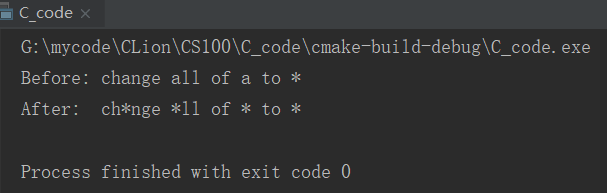 C_code ×
G:\mycode\CLion\CS100\C_code\cmake-build-debug\C_code.exe
Before: change all of a to *
After:  ch*nge *ll of * to *
Process finished with exit code 0